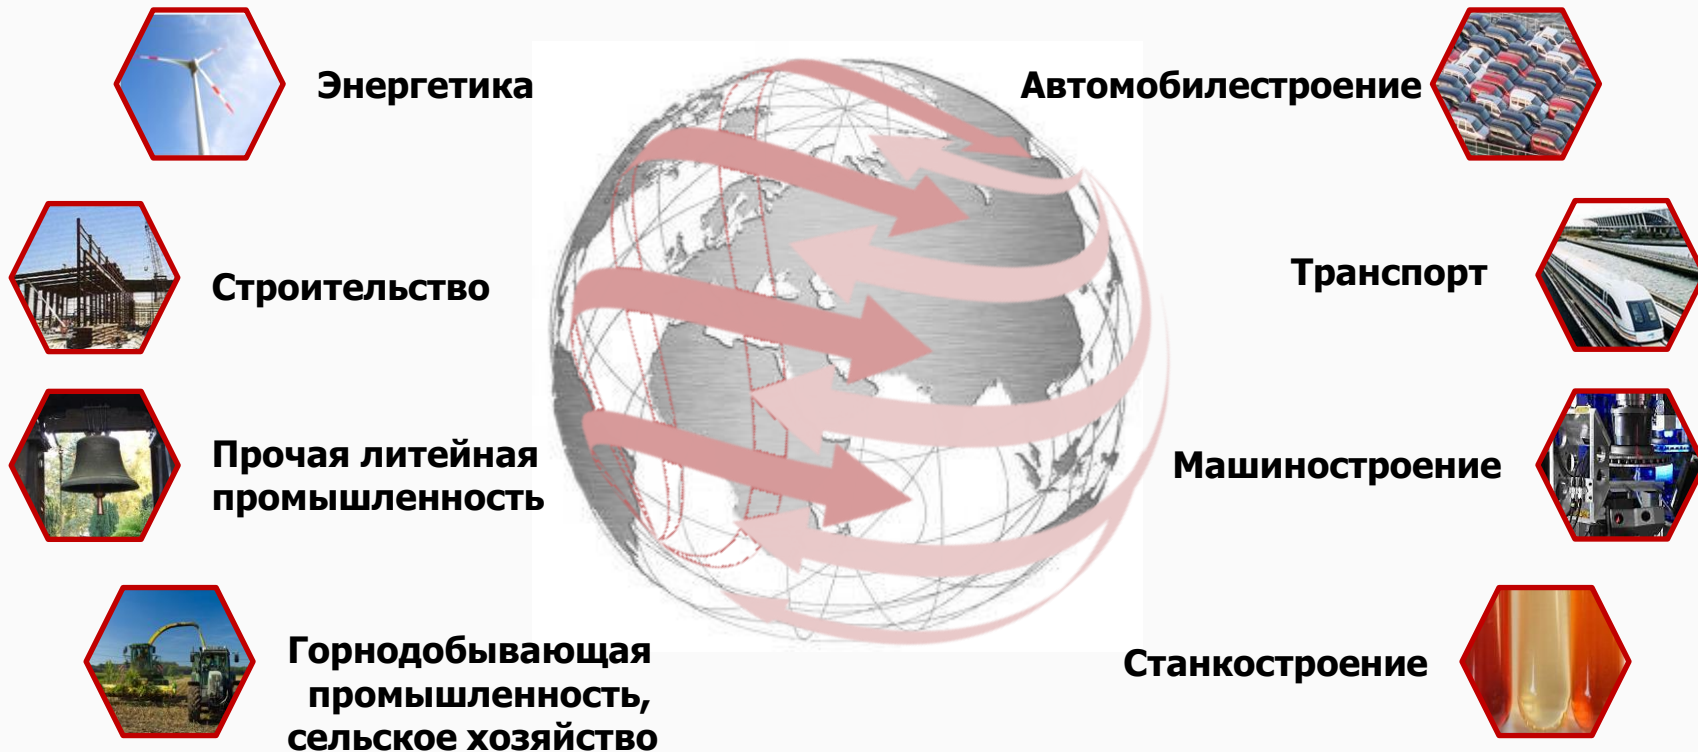 Энергетика
Строительство
Прочая литейная
промышленность
Горнодобывающая
промышленность,
сельское хозяйство
Автомобилестроение
Транспорт
Машиностроение
Станкостроение